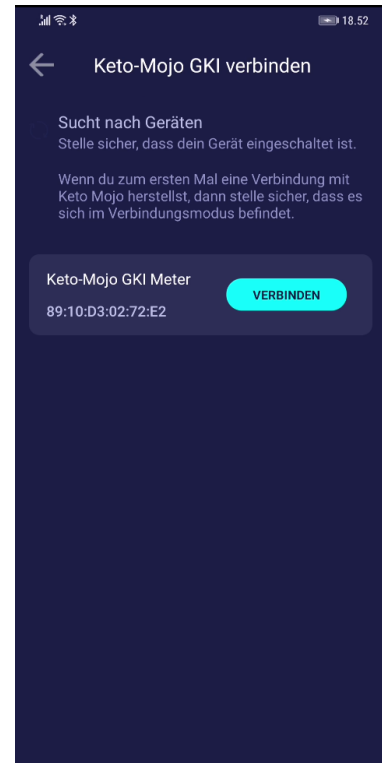 18.52
Keto-Mojo GKI verbinden
Sucht nach Geräten
Stelle sicher, dass dein Gerät eingeschaltet ist.
Wenn du zum ersten Mal eine Verbindung mit
Keto Mojo herstellst, dann stelle sicher, dass es
sich im Verbindungsmodus befindet.
Keto-Mojo GKI Meter
VERBINDEN
89:10:D3:02:72:E2